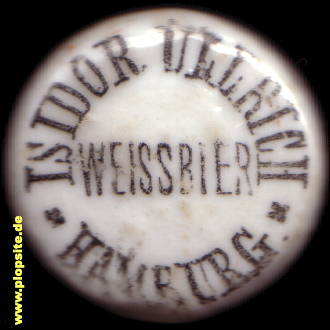 ISIDOR ULLRICH
WEISSBIER
HAMBURG.
www.plopsite.de